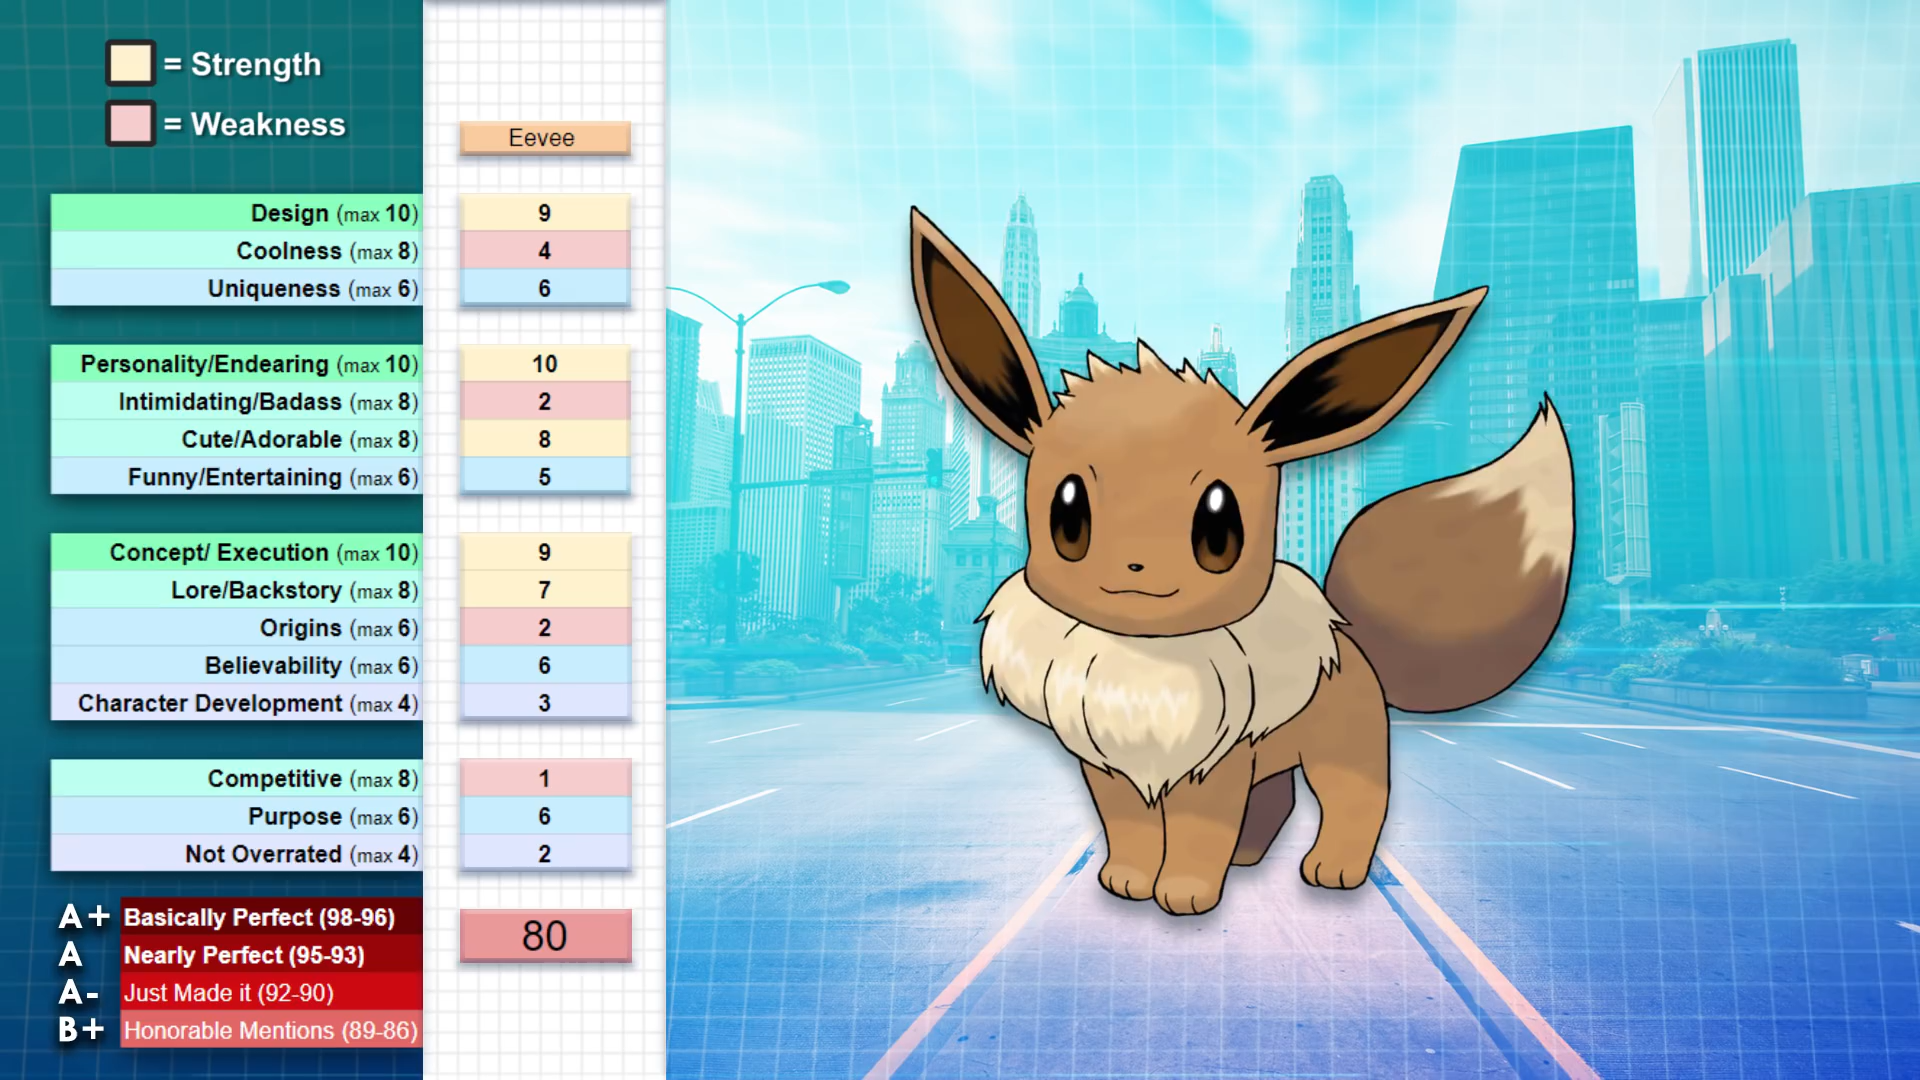 = Strength
= Weakness
Eevee
Design (max 10) 9
Coolness (max 8) 4
Uniqueness (max 6) 6
Personality/Endearing (max 10) 10
Intimidating/Badass (max 8) 2
Cute/Adorable (max 8) 8
Funny/Entertaining (max 6) 5
Concept/ Execution (max 10) 9
Lore/Backstory (max 8) 7
Origins (max 6) 2
Believability (max 6) 6
Character Development (max 4) 3
Competitive (max 8) 1
Purpose (max 6) 6
Not Overrated (max 4) 2
A+ Basically Perfect (98-96)
80
A Nearly Perfect (95-93)
A- Just Made it (92-90)
B+ Honorable Mentions (89-86)